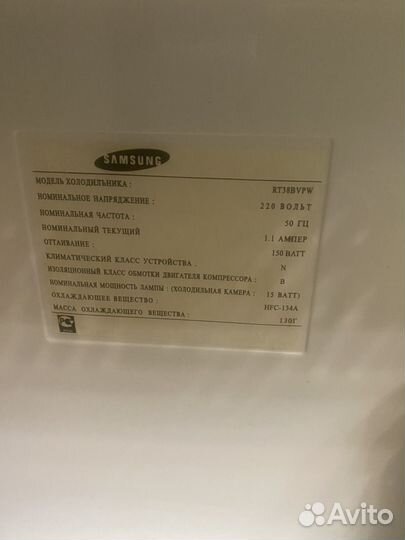 SAMSUNG
МОДЕЛЬ ХОЛОДИЛЬНИКА : RT38BVPW
НОМИНАЛЬНОЕ НАПРЯЖЕНИЕ : 220 ВОЛЬТ
НОМИНАЛЬНАЯ ЧАСТОТА : 50 ГЦ
НОМИНАЛЬНЫЙ ТЕКУЩИЙ : 1.1 АМПЕР
ОТТАИВАНИЕ : 150 ВАТТ
КЛИМАТИЧЕСКИЙ КЛАСС УСТРОЙСТВА : N
ИЗОЛЯЦИОННЫЙ КЛАСС ОБМОТКИ ДВИГАТЕЛЯ КОМПРЕССОРА : B
НОМИНАЛЬНАЯ МОЩНОСТЬ ЛАМПЫ : (ХОЛОДИЛЬНАЯ КАМЕРА : 15 ВАТТ)
ОХЛАЖДАЮЩЕЕ ВЕЩЕСТВО : HFC-134A
МАССА ОХЛАЖДАЮЩЕГО ВЕЩЕСТВА : 130Г
Avito